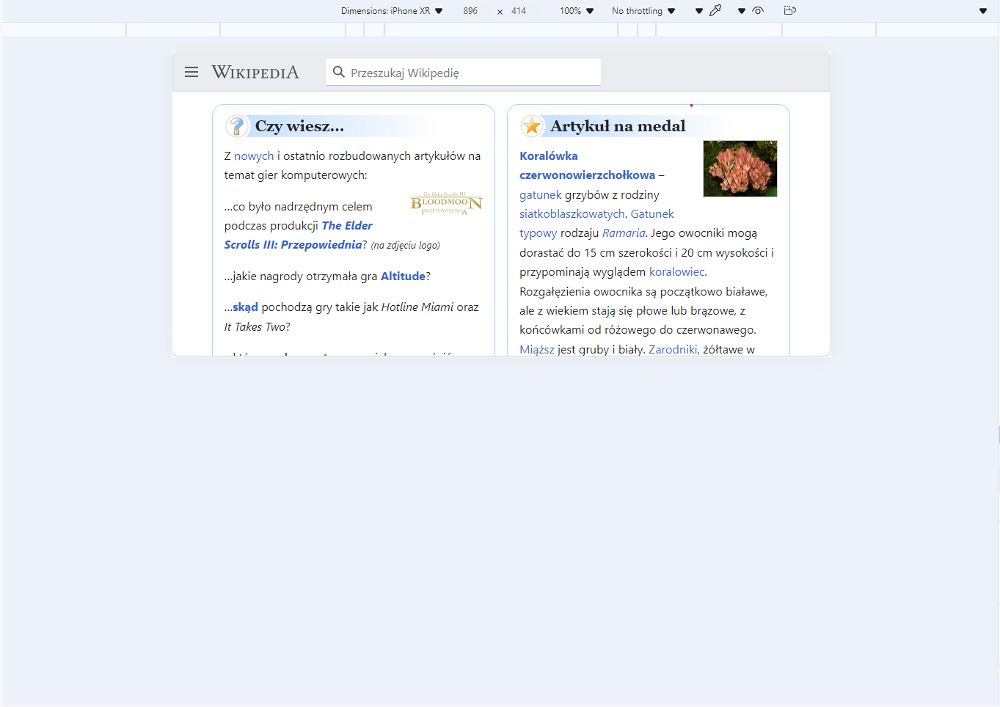 Dimensions: iPhone XR 896 x 414 100% No throttling
WIKIPEDIA Przeszukaj Wikipedię
Czy wiesz...
Z nowych i ostatnio rozbudowanych artykułów na
temat gier komputerowych:
The Elder Scrolls III
BLOODMOON
PRZEPOWIEDNIA
...co było nadrzędnym celem
podczas produkcji The Elder
Scrolls III: Przepowiednia? (na zdjęciu logo)
...jakie nagrody otrzymała gra Altitude?
...skąd pochodzą gry takie jak Hotline Miami oraz
It Takes Two?
Artykuł na medal
Koralówka
czerwonowierzchołkowa –
gatunek grzybów z rodziny
siatkoblaszkowatych. Gatunek
typowy rodzaju Ramaria. Jego owocniki mogą
dorastać do 15 cm szerokości i 20 cm wysokości i
przypominają wyglądem koralowiec.
Rozgałęzienia owocnika są początkowo białawe,
ale z wiekiem stają się płowe lub brązowe, z
końcówkami od różowego do czerwonawego.
Miąższ jest gruby i biały. Zarodniki, żółtawe w